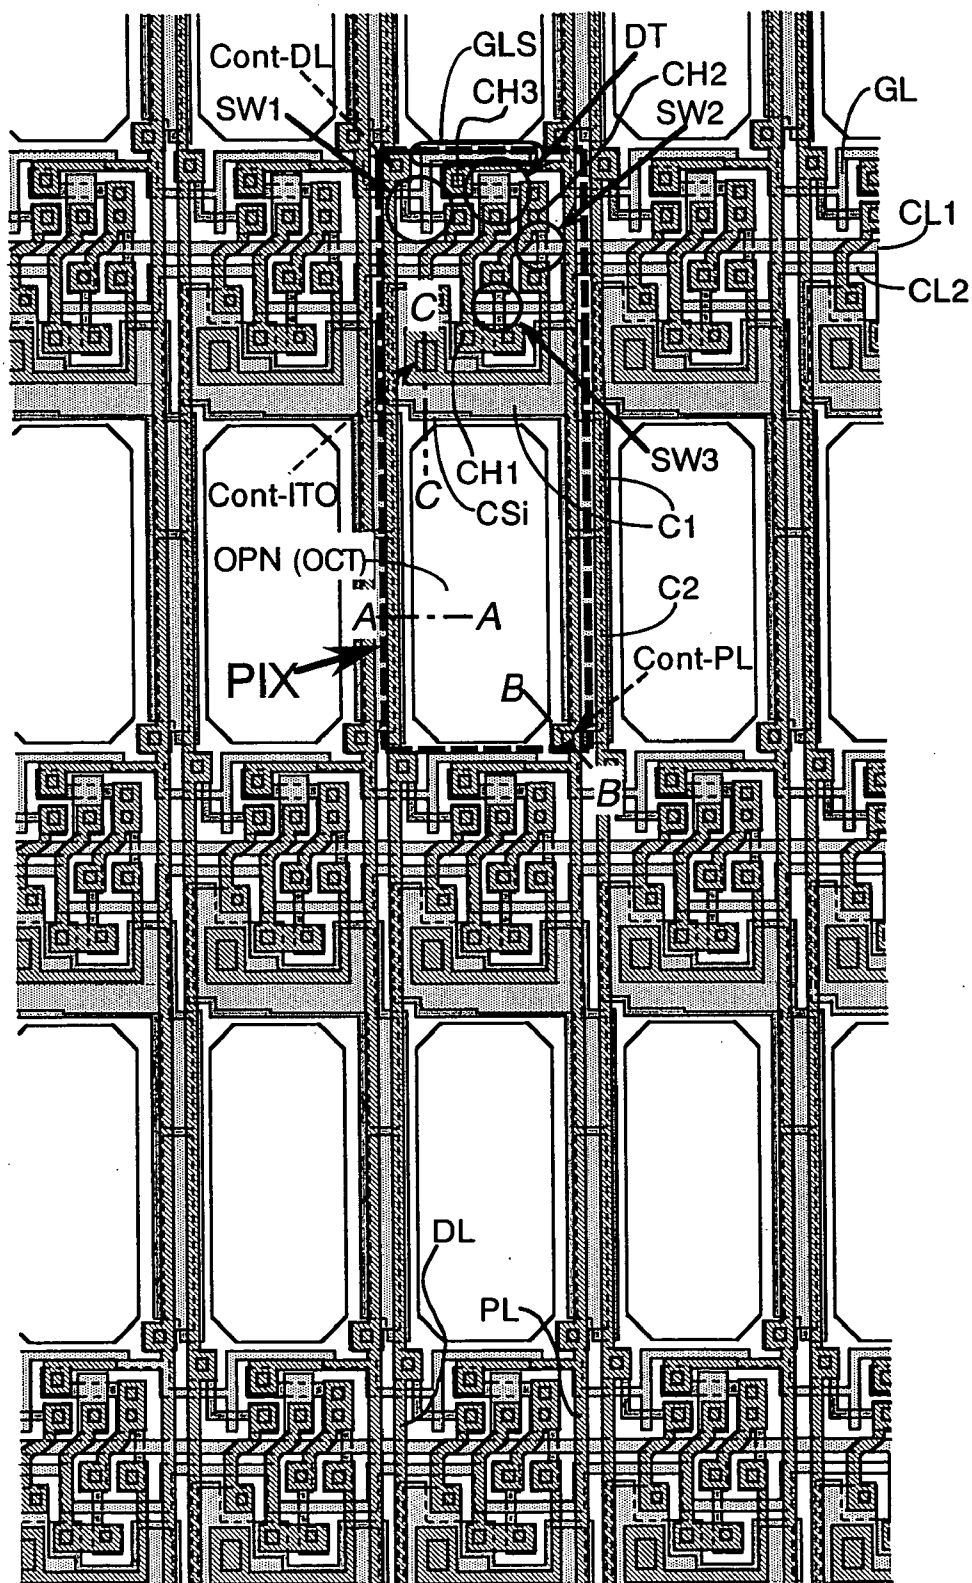 GLS
DT
Cont-DL
CH3
CH2
SW1
SW2
GL
CL1
CL2
C
SW3
CH1
Cont-ITO
C
CSi
C1
OPN (OCT)
C2
A
A
Cont-PL
PIX
B
B
DL
PL